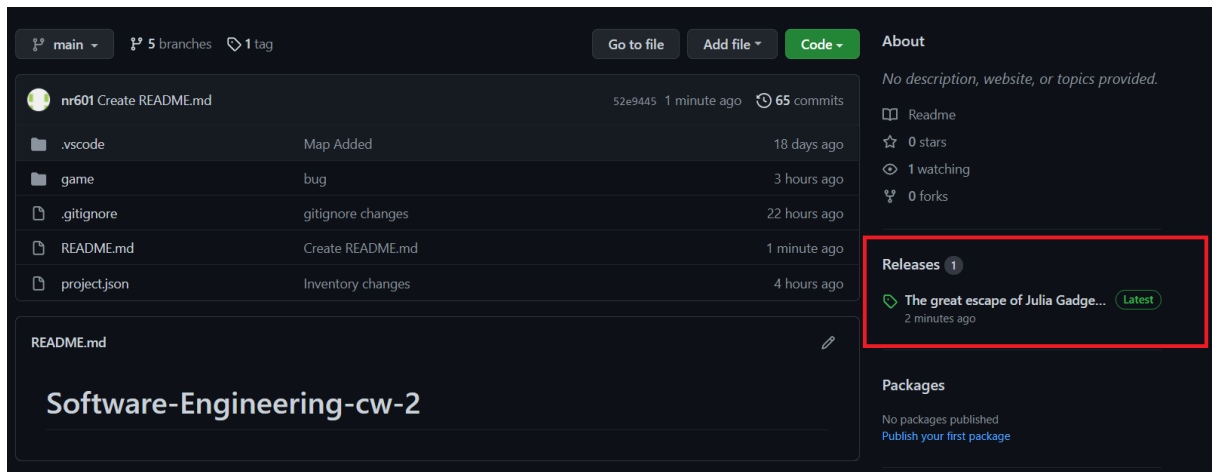 main 5 branches 1 tag Go to file Add file Code
nr601 Create README.md 52e9445 1 minute ago 65 commits
.vscode Map Added 18 days ago
game bug 3 hours ago
.gitignore gitignore changes 22 hours ago
README.md Create README.md 1 minute ago
project.json Inventory changes 4 hours ago
README.md
Software-Engineering-cw-2
About
No description, website, or topics provided.
Readme
0 stars
1 watching
0 forks
Releases 1
The great escape of Julia Gadge... Latest
2 minutes ago
Packages
No packages published
Publish your first package